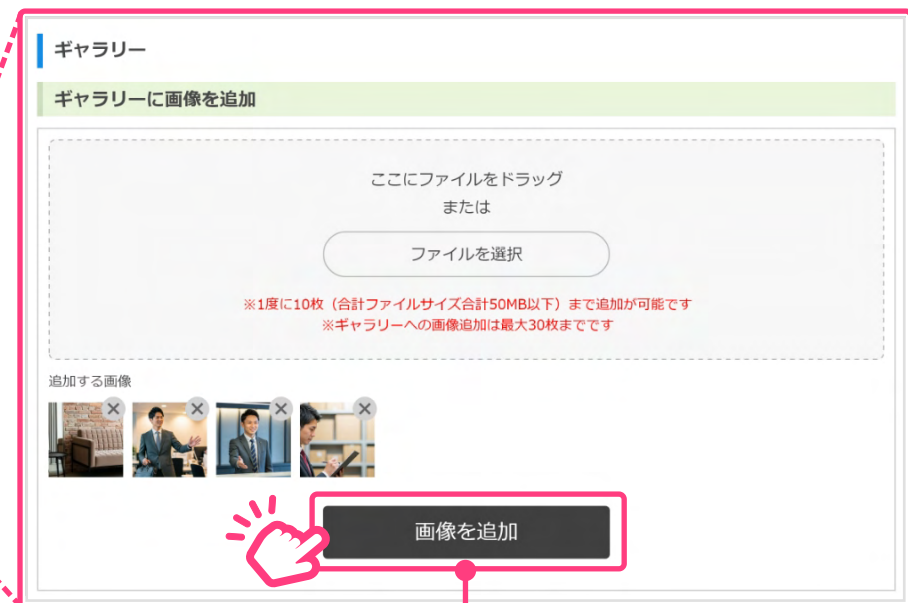 ギャラリー
ギャラリーに画像を追加
ここにファイルをドラッグ
または
ファイルを選択
※1度に10枚（合計ファイルサイズ合計50MB以下）まで追加が可能です
※ギャラリーへの画像追加は最大30枚までです
追加する画像
画像を追加